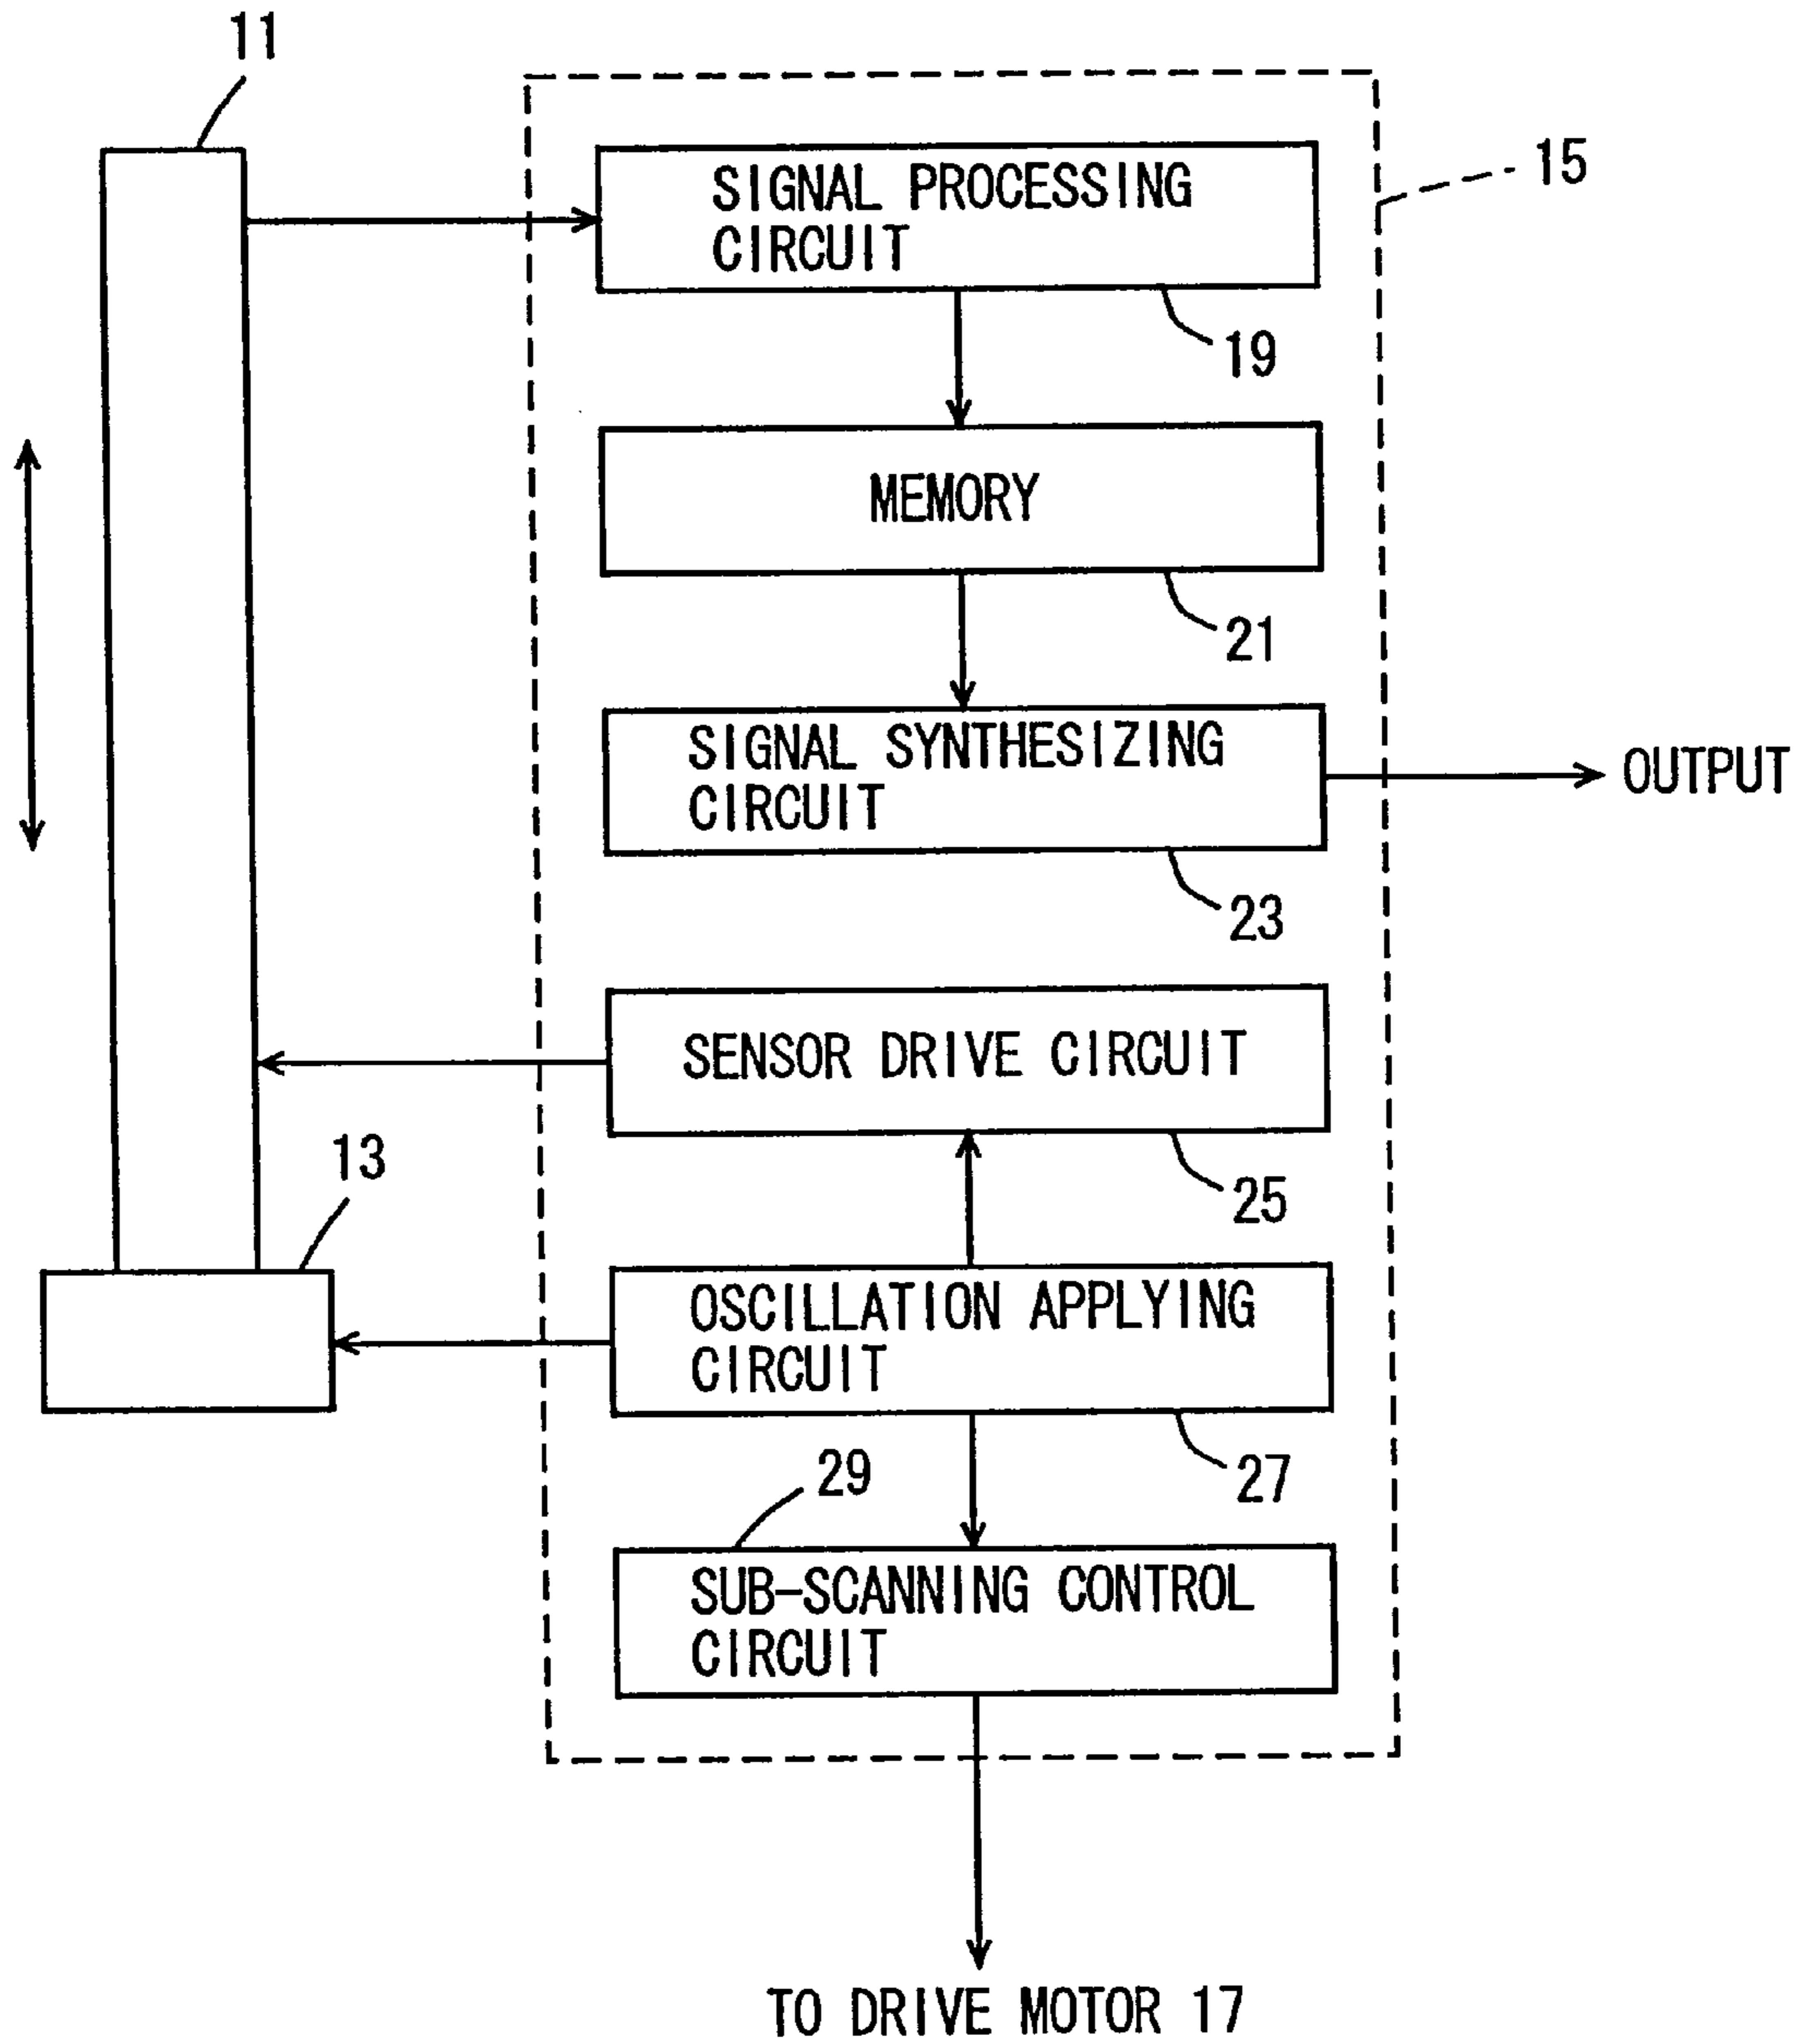 11
15
SIGNAL PROCESSING
CIRCUIT
19
MEMORY
21
SIGNAL SYNTHESIZING
CIRCUIT
OUTPUT
23
SENSOR DRIVE CIRCUIT
13
25
OSCILLATION APPLYING
CIRCUIT
29
27
SUB-SCANNING CONTROL
CIRCUIT
TO DRIVE MOTOR 17